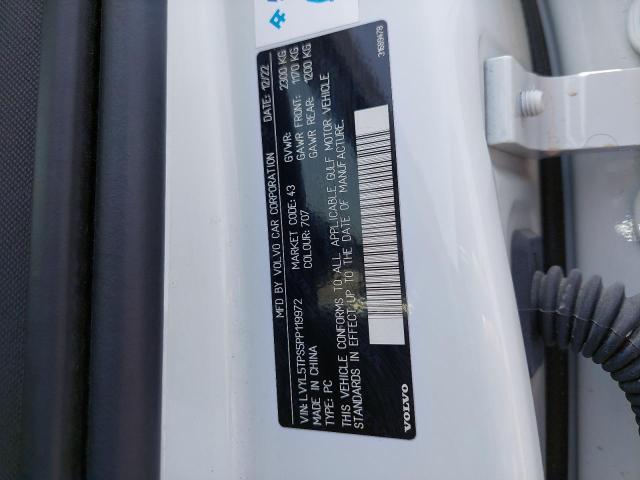 MFD BY VOLVO CAR CORPORATION DATE: 12/22
VIN: LVYL5TPS5PP119972
MADE IN CHINA
TYPE: PC
MARKET CODE: 43
COLOUR: 707
GVWR: 2300 KG
GAWR FRONT: 1170 KG
GAWR REAR: 1200 KG
THIS VEHICLE CONFORMS TO ALL APPLICABLE GULF MOTOR VEHICLE
STANDARDS IN EFFECT UP TO THE DATE OF MANUFACTURE.
VOLVO
31689478